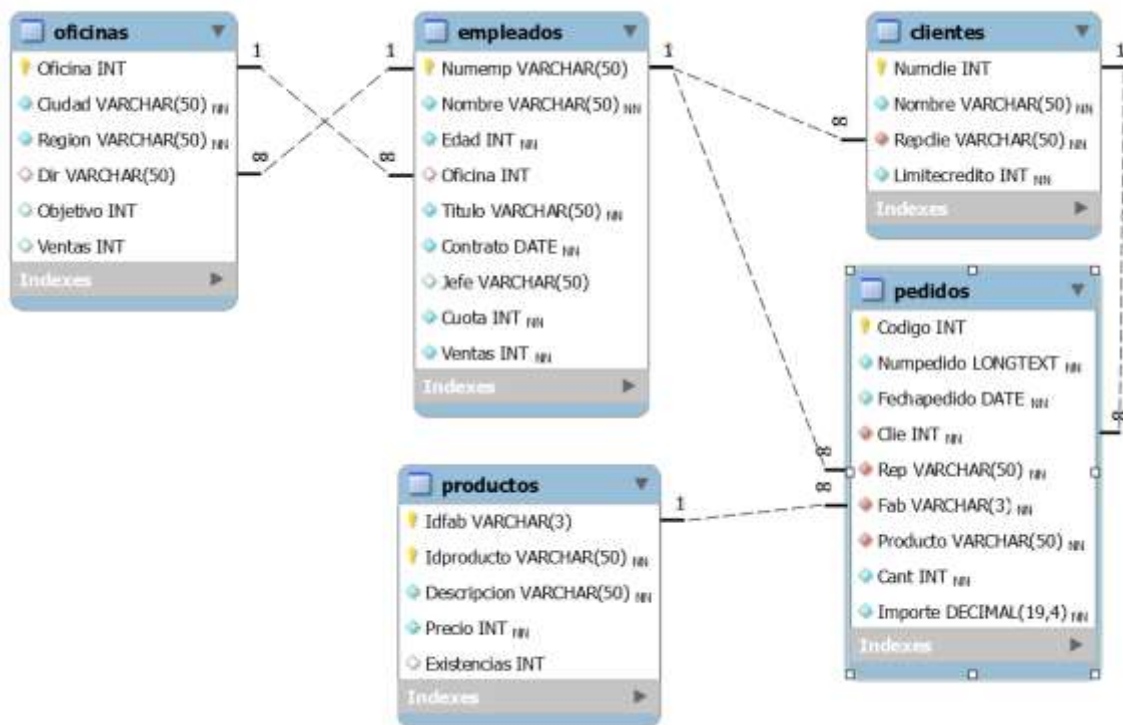 oficinas
Oficina INT
Ciudad VARCHAR(50) NN
Region VARCHAR(50) NN
Dir VARCHAR(50)
Objetivo INT
Ventas INT
Indexes
1
8
1
8
empleados
Numemp VARCHAR(50)
Nombre VARCHAR(50) NN
Edad INT NN
Oficina INT
Titulo VARCHAR(50) NN
Contrato DATE NN
Jefe VARCHAR(50)
Cuota INT NN
Ventas INT NN
Indexes
1
8
clientes
Numclie INT
Nombre VARCHAR(50) NN
Repclie VARCHAR(50) NN
Limitecredito INT NN
Indexes
1
8
pedidos
Codigo INT
Numpedido LONGTEXT NN
Fechapedido DATE NN
Clie INT NN
Rep VARCHAR(50) NN
Fab VARCHAR(3) NN
Producto VARCHAR(50) NN
Cant INT NN
Importe DECIMAL(19,4) NN
Indexes
8
8
1
productos
Idfab VARCHAR(3)
Idproducto VARCHAR(50) NN
Descripcion VARCHAR(50) NN
Precio INT NN
Existencias INT
Indexes